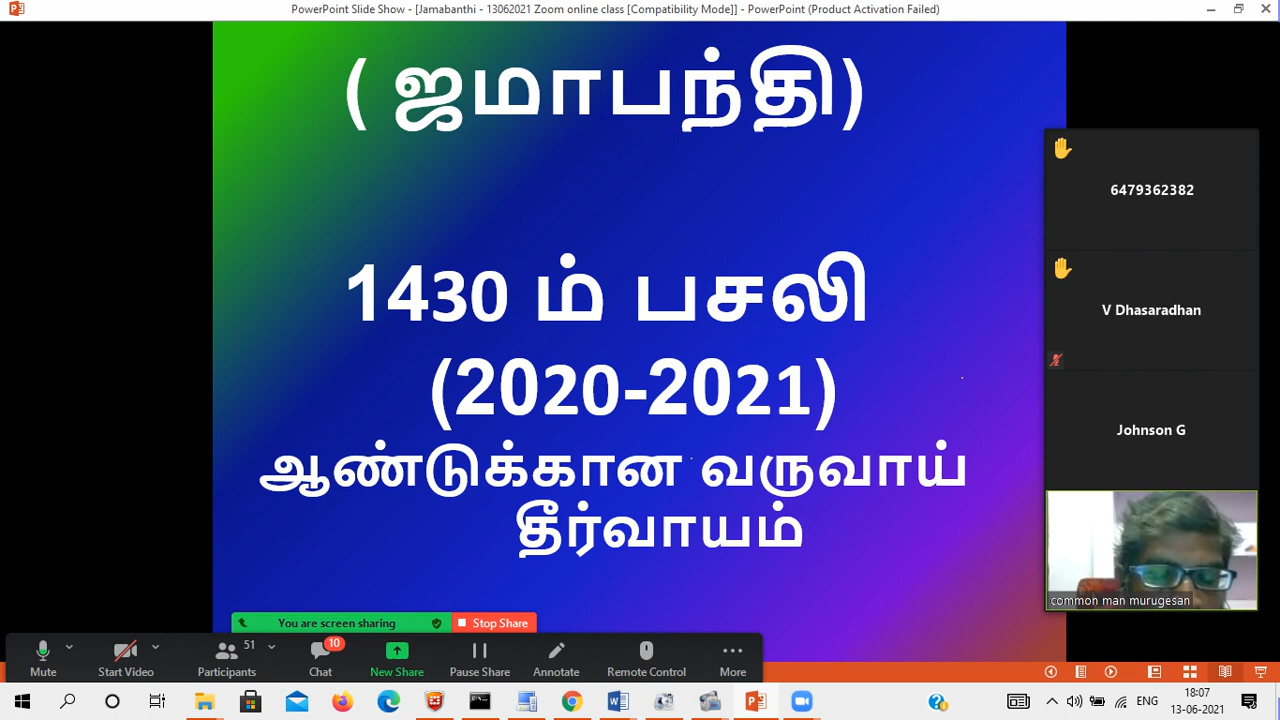 PowerPoint Slide Show - [Jamabanthi - 13062021 Zoom online class [Compatibility Mode]] - PowerPoint (Product Activation Failed)
( ஜமாபந்தி)
1430 ம் பசலி
(2020-2021)
ஆண்டுக்கான வருவாய்
தீர்வாயம்
6479362382
V Dhasaradhan
Johnson G
common man murugesan
You are screen sharing
Stop Share
51
10
Mute
Start Video
Participants
Chat
New Share
Pause Share
Annotate
Remote Control
More
ENG
18:07
13-06-2021